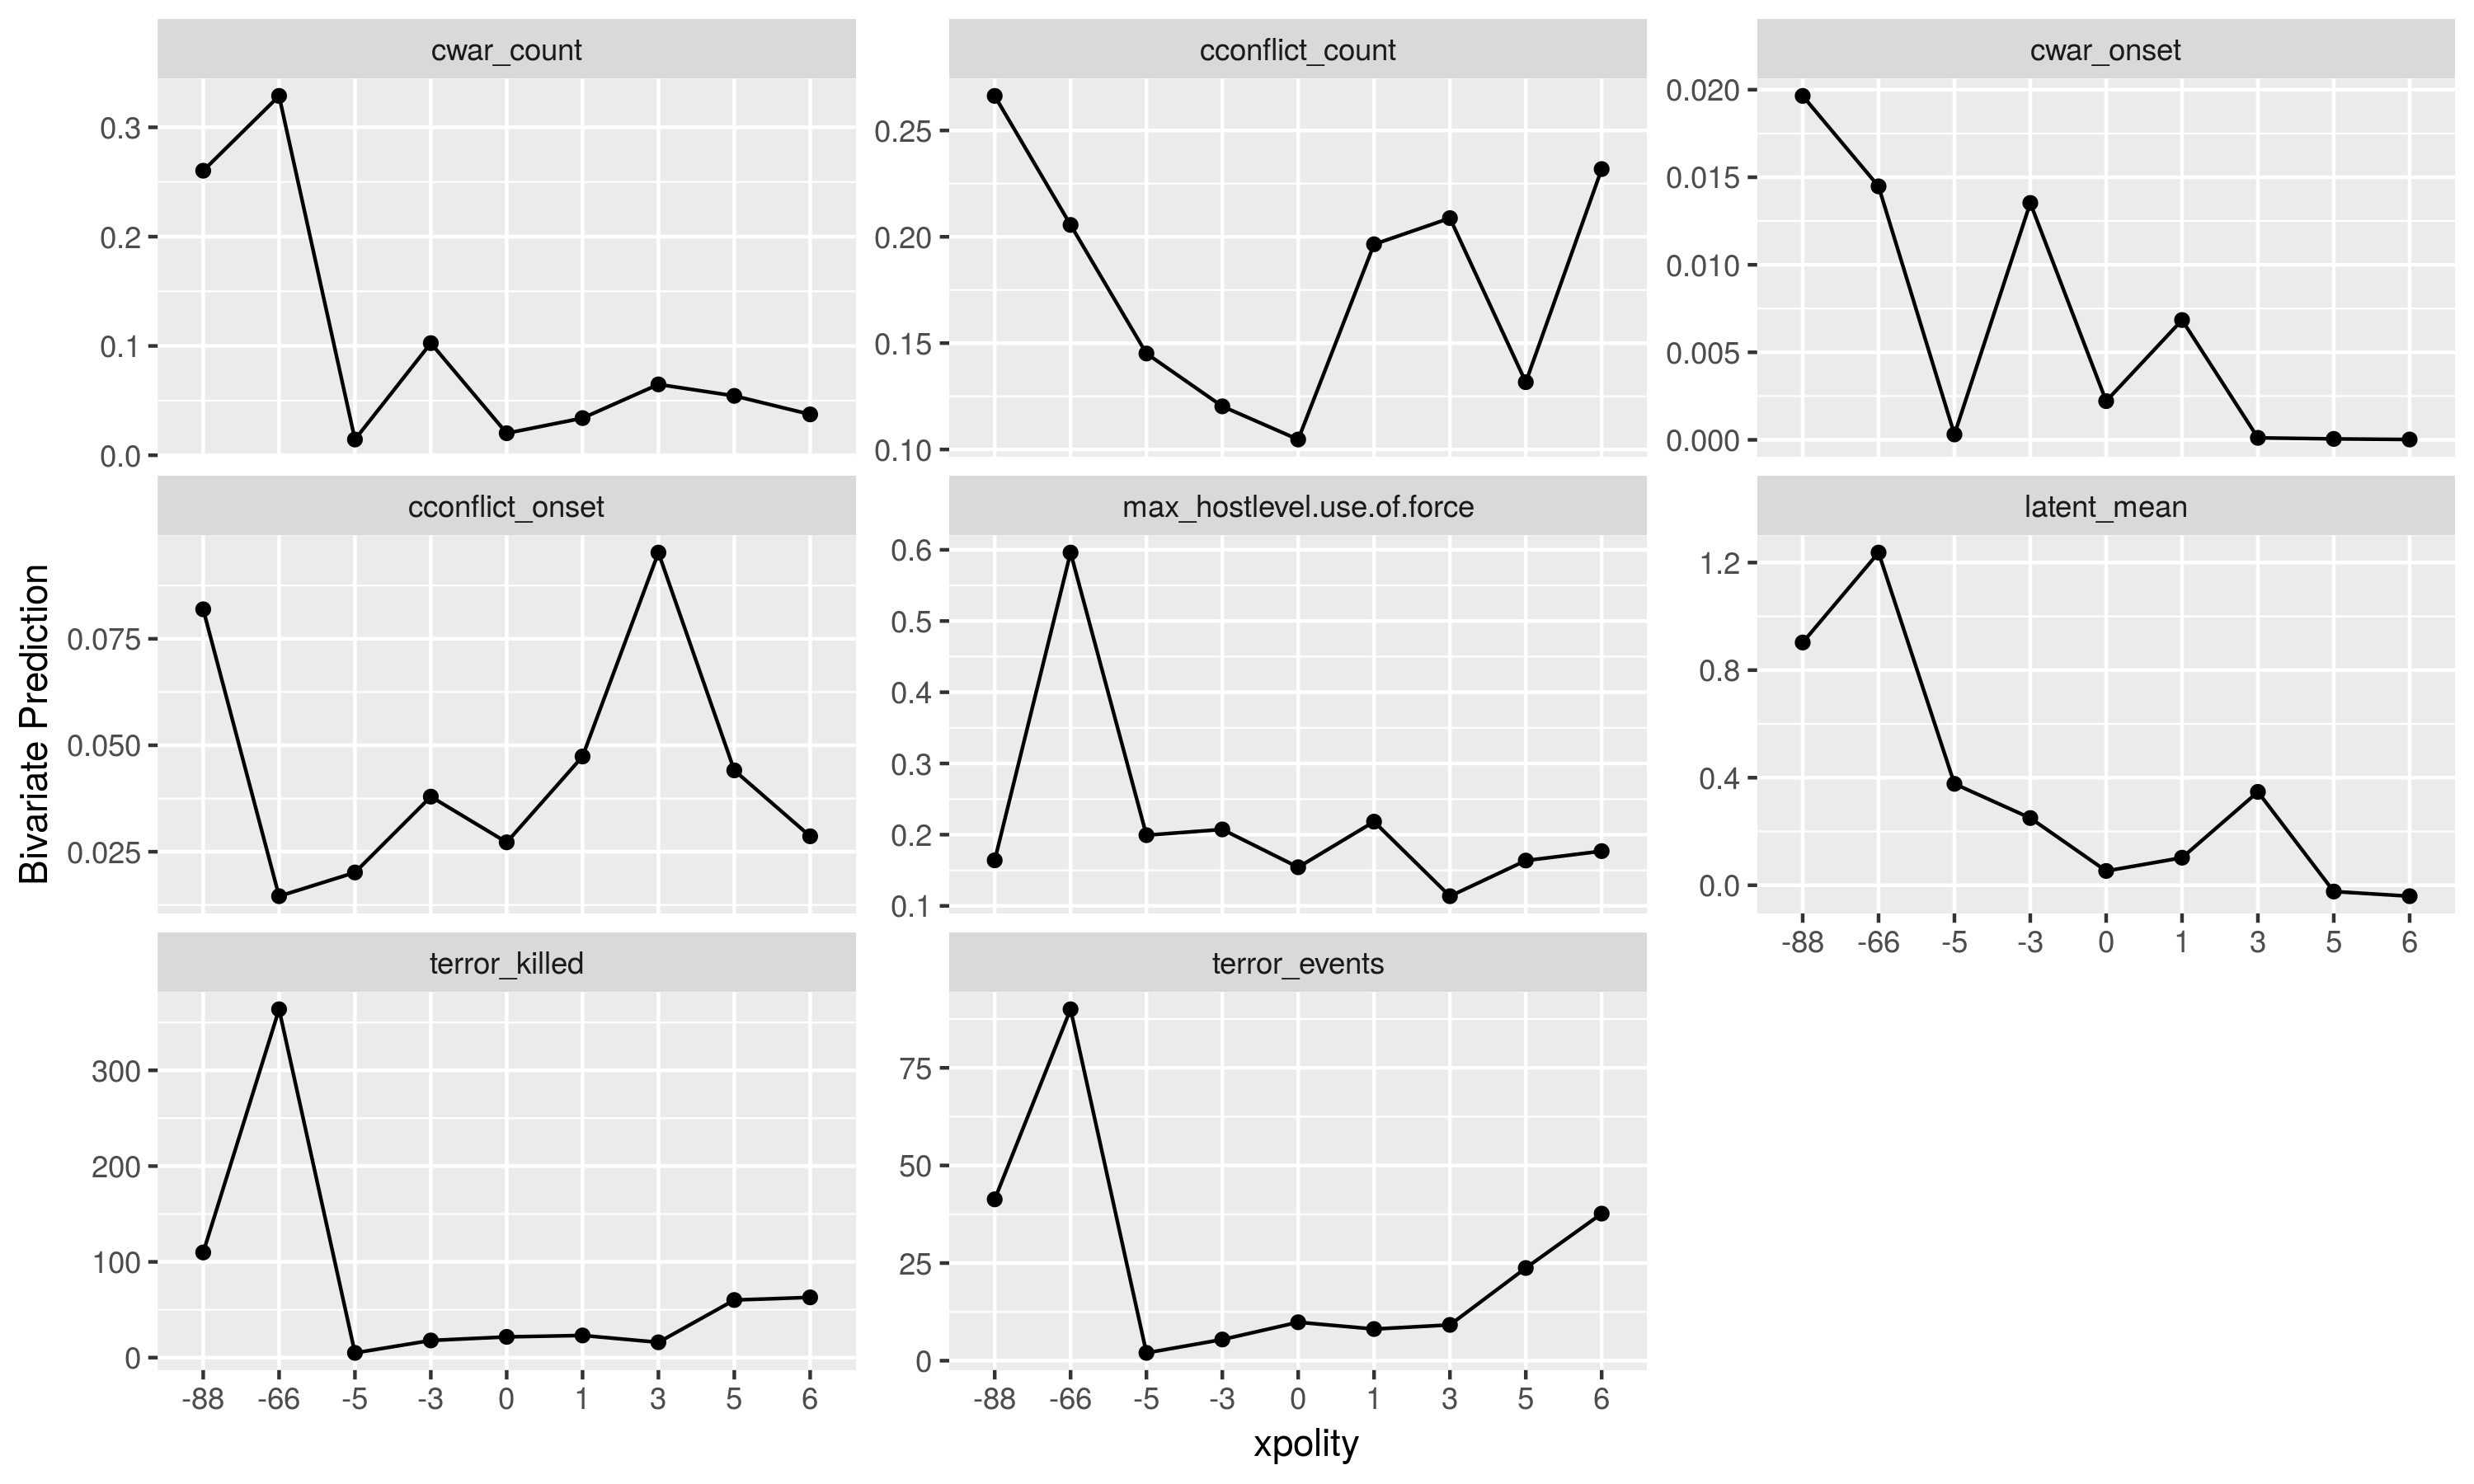 cwar_count
cconflict_count
cwar_onset
0.3
0.2
0.1
0.0
0.25
0.20
0.15
0.10
0.020
0.015
0.010
0.005
0.000
cconflict_onset
max_hostlevel.use.of.force
latent_mean
Bivariate Prediction
0.075
0.050
0.025
0.6
0.5
0.4
0.3
0.2
0.1
1.2
0.8
0.4
0.0
-88 -66 -5 -3 0 1 3 5 6
terror_killed
terror_events
300
200
100
0
75
50
25
0
-88 -66 -5 -3 0 1 3 5 6
-88 -66 -5 -3 0 1 3 5 6
xpolity